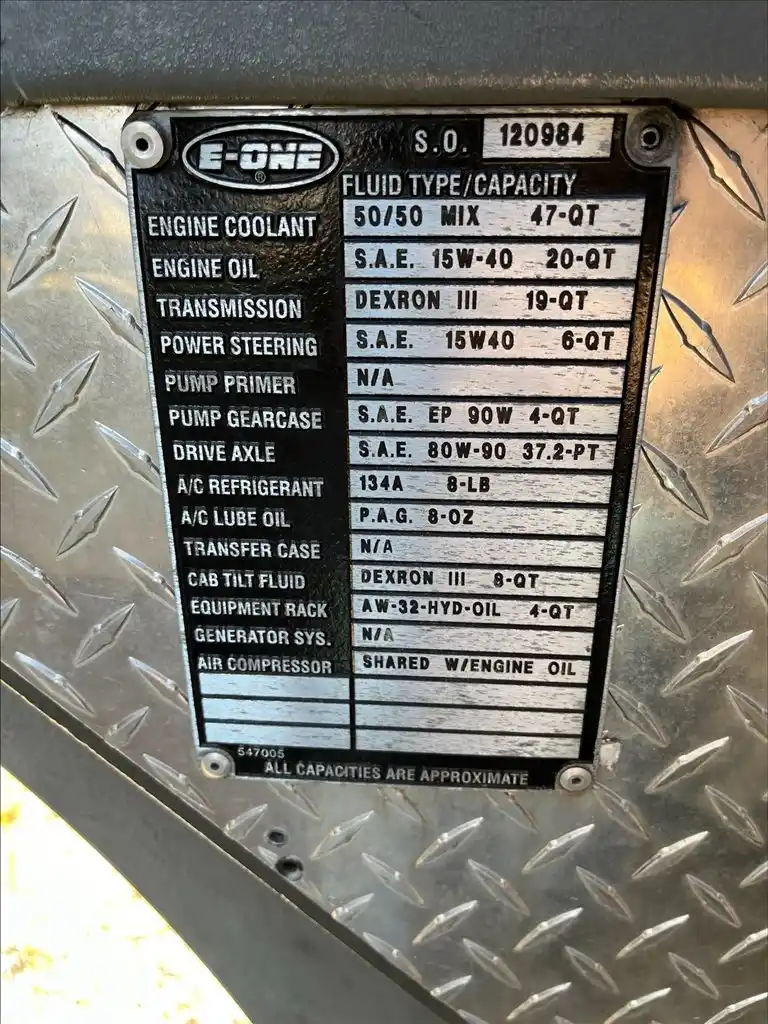 E-ONE ® S.O. 120984
FLUID TYPE/CAPACITY
ENGINE COOLANT 50/50 MIX 47-QT
ENGINE OIL S.A.E. 15W-40 20-QT
TRANSMISSION DEXRON III 19-QT
POWER STEERING S.A.E. 15W40 6-QT
PUMP PRIMER N/A
PUMP GEARCASE S.A.E. EP 90W 4-QT
DRIVE AXLE S.A.E. 80W-90 37.2-PT
A/C REFRIGERANT 134A 8-LB
A/C LUBE OIL P.A.G. 8-OZ
TRANSFER CASE N/A
CAB TILT FLUID DEXRON III 8-QT
EQUIPMENT RACK AW-32-HYD-OIL 4-QT
GENERATOR SYS. N/A
AIR COMPRESSOR SHARED W/ENGINE OIL
547005
ALL CAPACITIES ARE APPROXIMATE